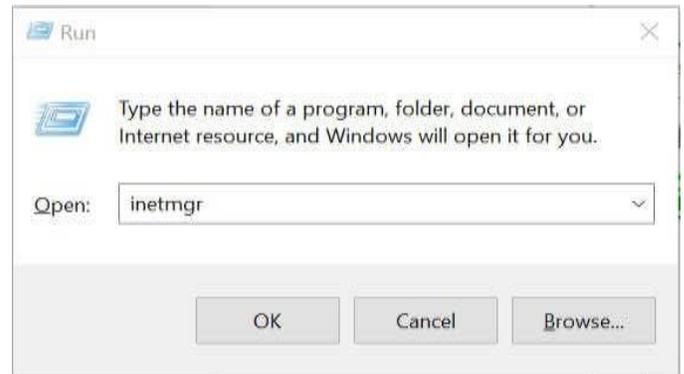 Run
Type the name of a program, folder, document, or
Internet resource, and Windows will open it for you.
Open:
inetmgr
OK
Cancel
Browse...